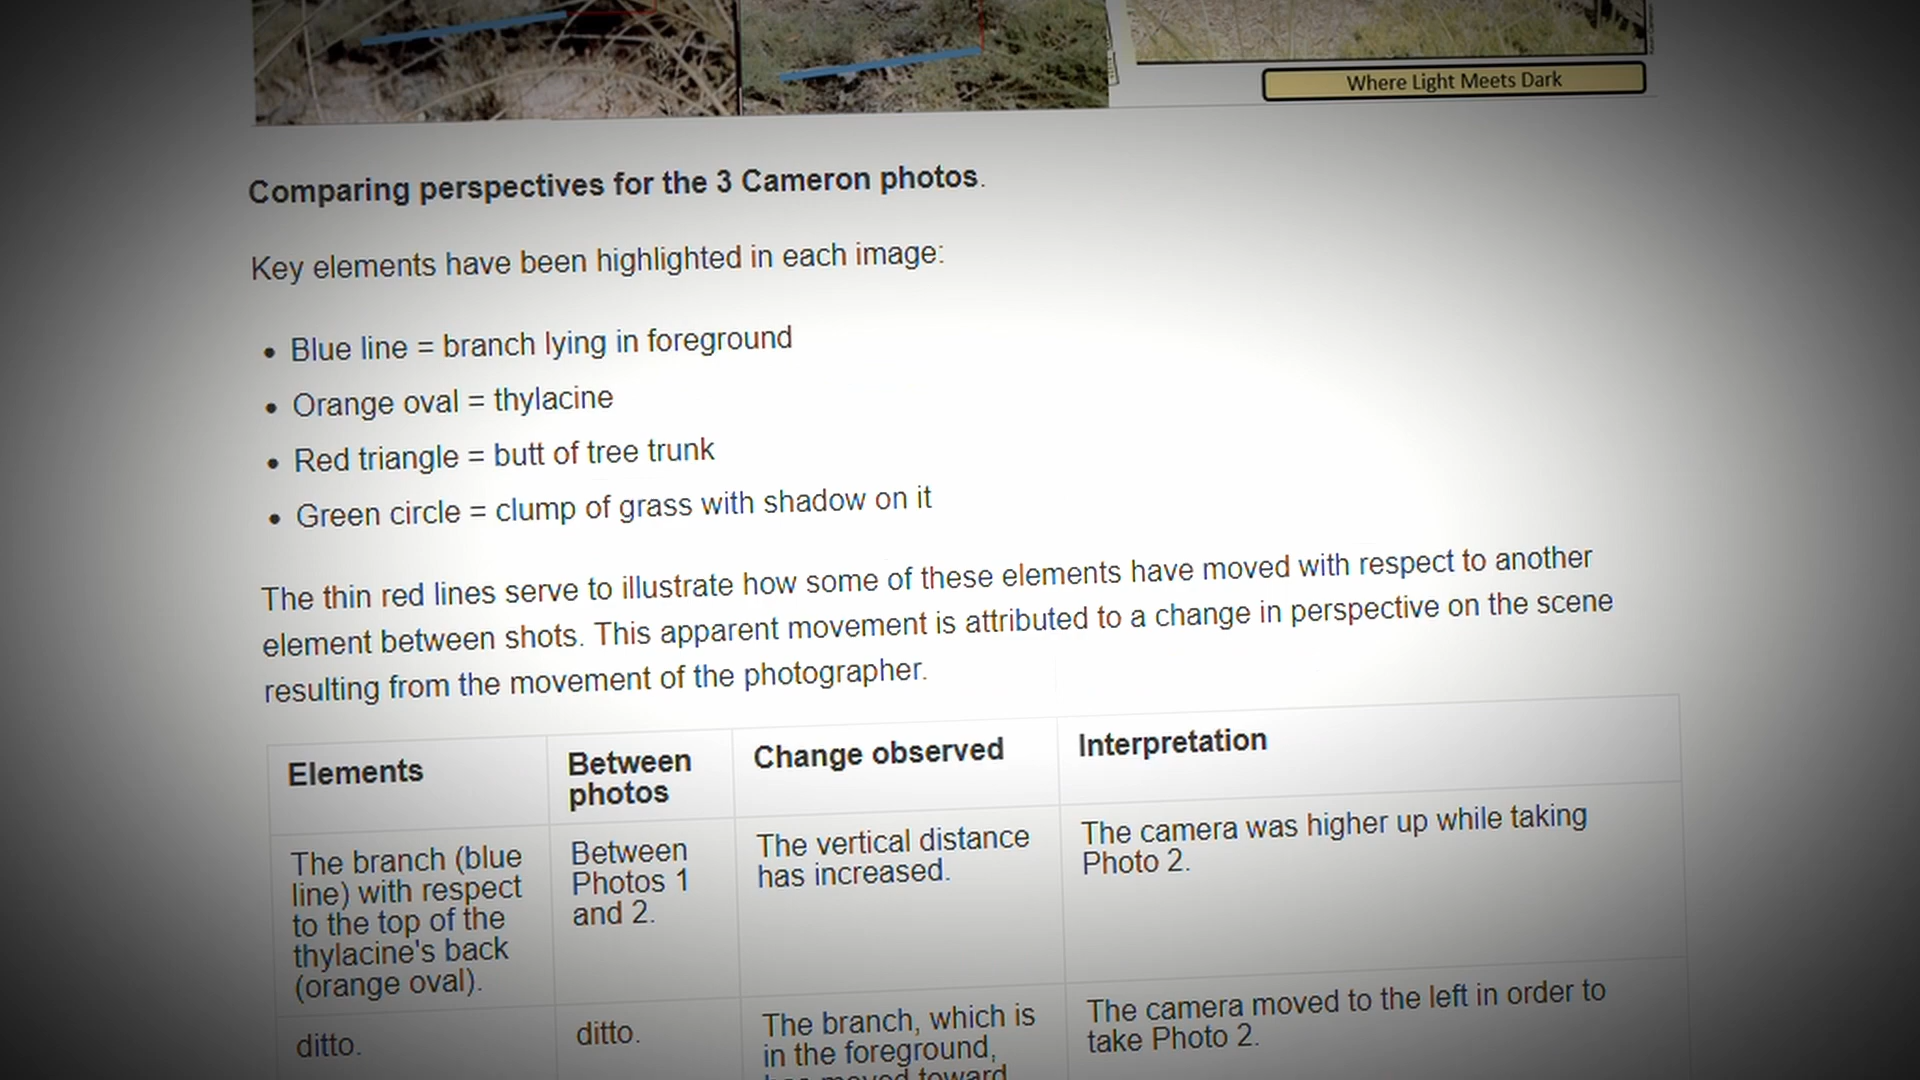 Where Light Meets Dark
Comparing perspectives for the 3 Cameron photos.
Key elements have been highlighted in each image:
• Blue line = branch lying in foreground
• Orange oval = thylacine
• Red triangle = butt of tree trunk
• Green circle = clump of grass with shadow on it
The thin red lines serve to illustrate how some of these elements have moved with respect to another
element between shots. This apparent movement is attributed to a change in perspective on the scene
resulting from the movement of the photographer.
Elements
Between
photos
Change observed
Interpretation
The branch (blue
line) with respect
to the top of the
thylacine's back
(orange oval).
Between
Photos 1
and 2.
The vertical distance
has increased.
The camera was higher up while taking
Photo 2.
ditto.
ditto.
The branch, which is
in the foreground,
has moved toward
The camera moved to the left in order to
take Photo 2.